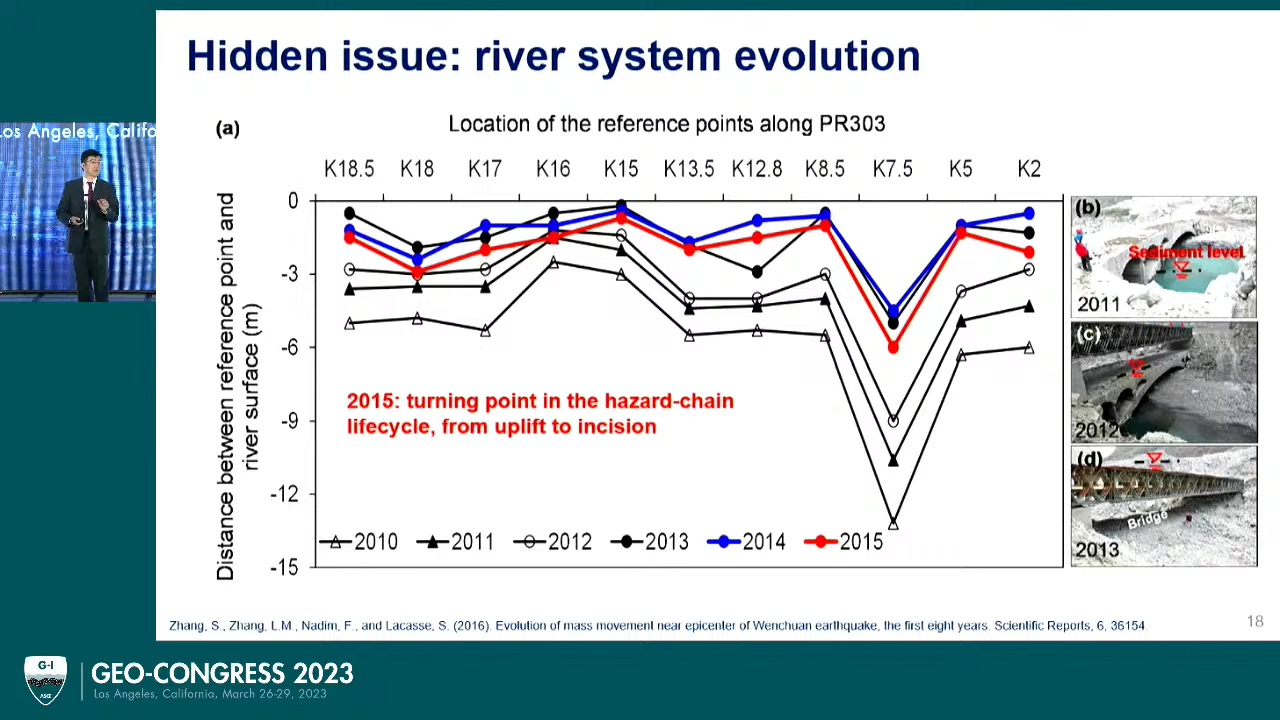 Hidden issue: river system evolution
Los Angeles, Califo
(a)
Location of the reference points along PR303
K18.5 K18 K17 K16 K15 K13.5 K12.8 K8.5 K7.5 K5 K2
Distance between reference point and
river surface (m)
0
-3
-6
-9
-12
-15
2015: turning point in the hazard-chain
lifecycle, from uplift to incision
2010 2011 2012 2013 2014 2015
(b)
Sediment level
2011
(c)
2012
(d)
Bridge
2013
Zhang, S., Zhang, L.M., Nadim, F., and Lacasse, S. (2016). Evolution of mass movement near epicenter of Wenchuan earthquake, the first eight years. Scientific Reports, 6, 36154.
18
G-I
ASCE
GEO-CONGRESS 2023
Los Angeles, California, March 26-29, 2023